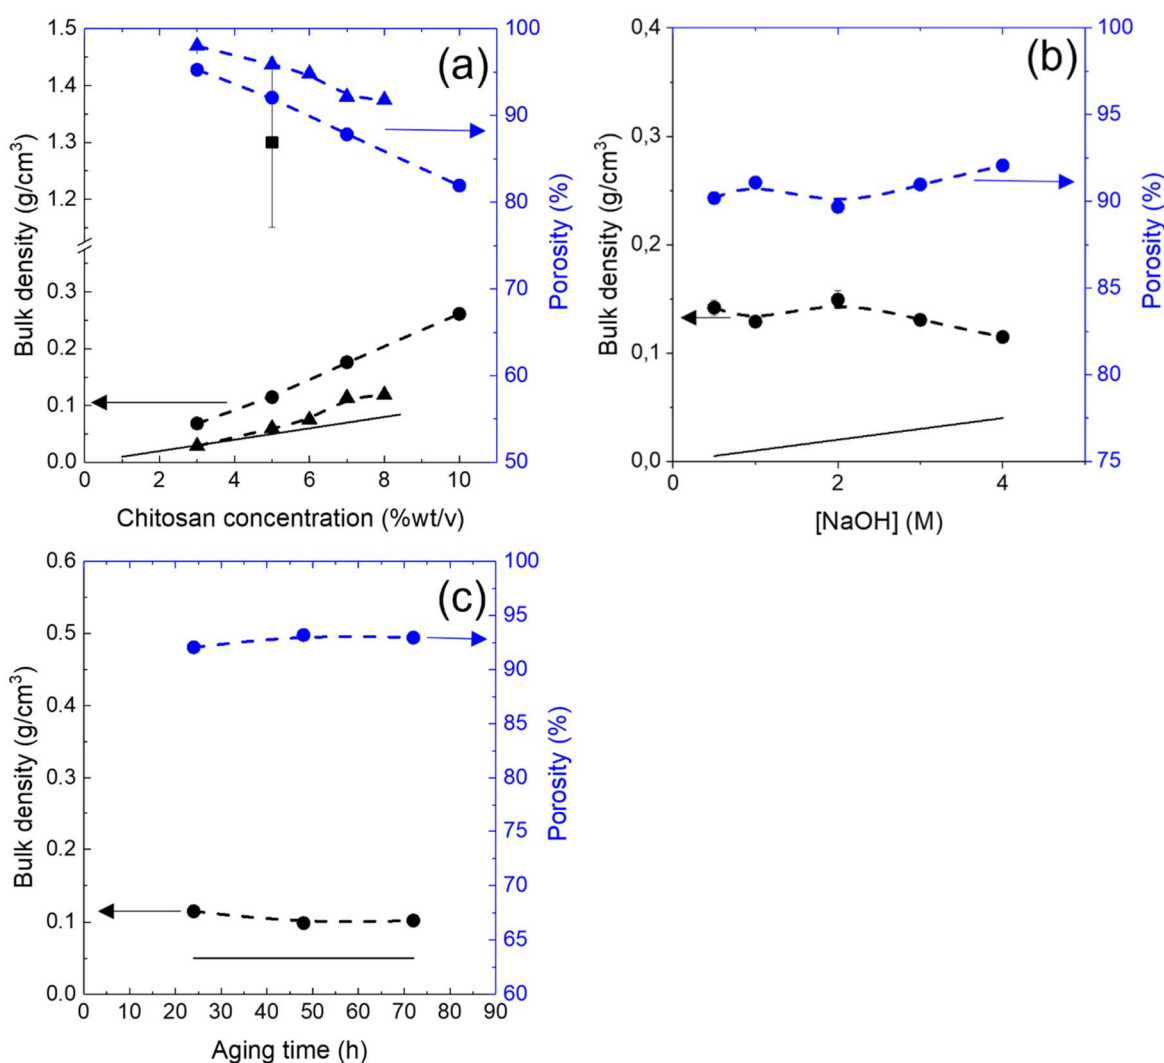 (a)
Bulk density (g/cm³)
1.5
1.4
1.3
1.2
0.3
0.2
0.1
0.0
0 2 4 6 8 10
Chitosan concentration (%wt/v)
100
90
80
70
60
50
Porosity (%)
(b)
Bulk density (g/cm³)
0,4
0,3
0,2
0,1
0,0
0 2 4
[NaOH] (M)
100
95
90
85
80
75
Porosity (%)
(c)
Bulk density (g/cm³)
0.6
0.5
0.4
0.3
0.2
0.1
0.0
0 10 20 30 40 50 60 70 80 90
Aging time (h)
100
95
90
85
80
75
70
65
60
Porosity (%)